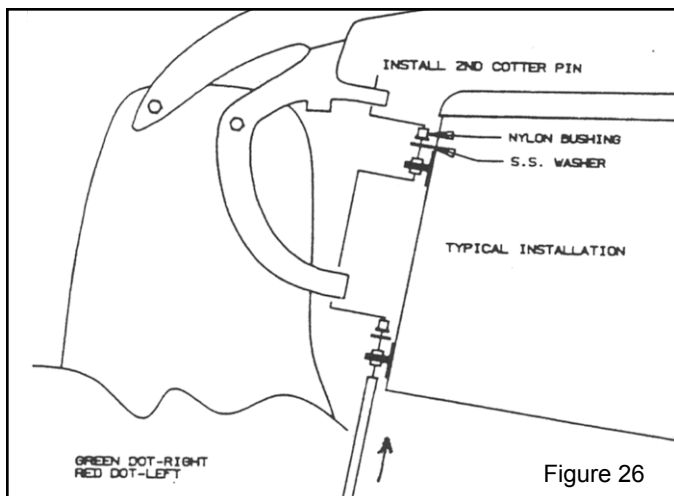 INSTALL 2ND COTTER PIN
NYLON BUSHING
S.S. WASHER
TYPICAL INSTALLATION
GREEN DOT-RIGHT
RED DOT-LEFT
Figure 26